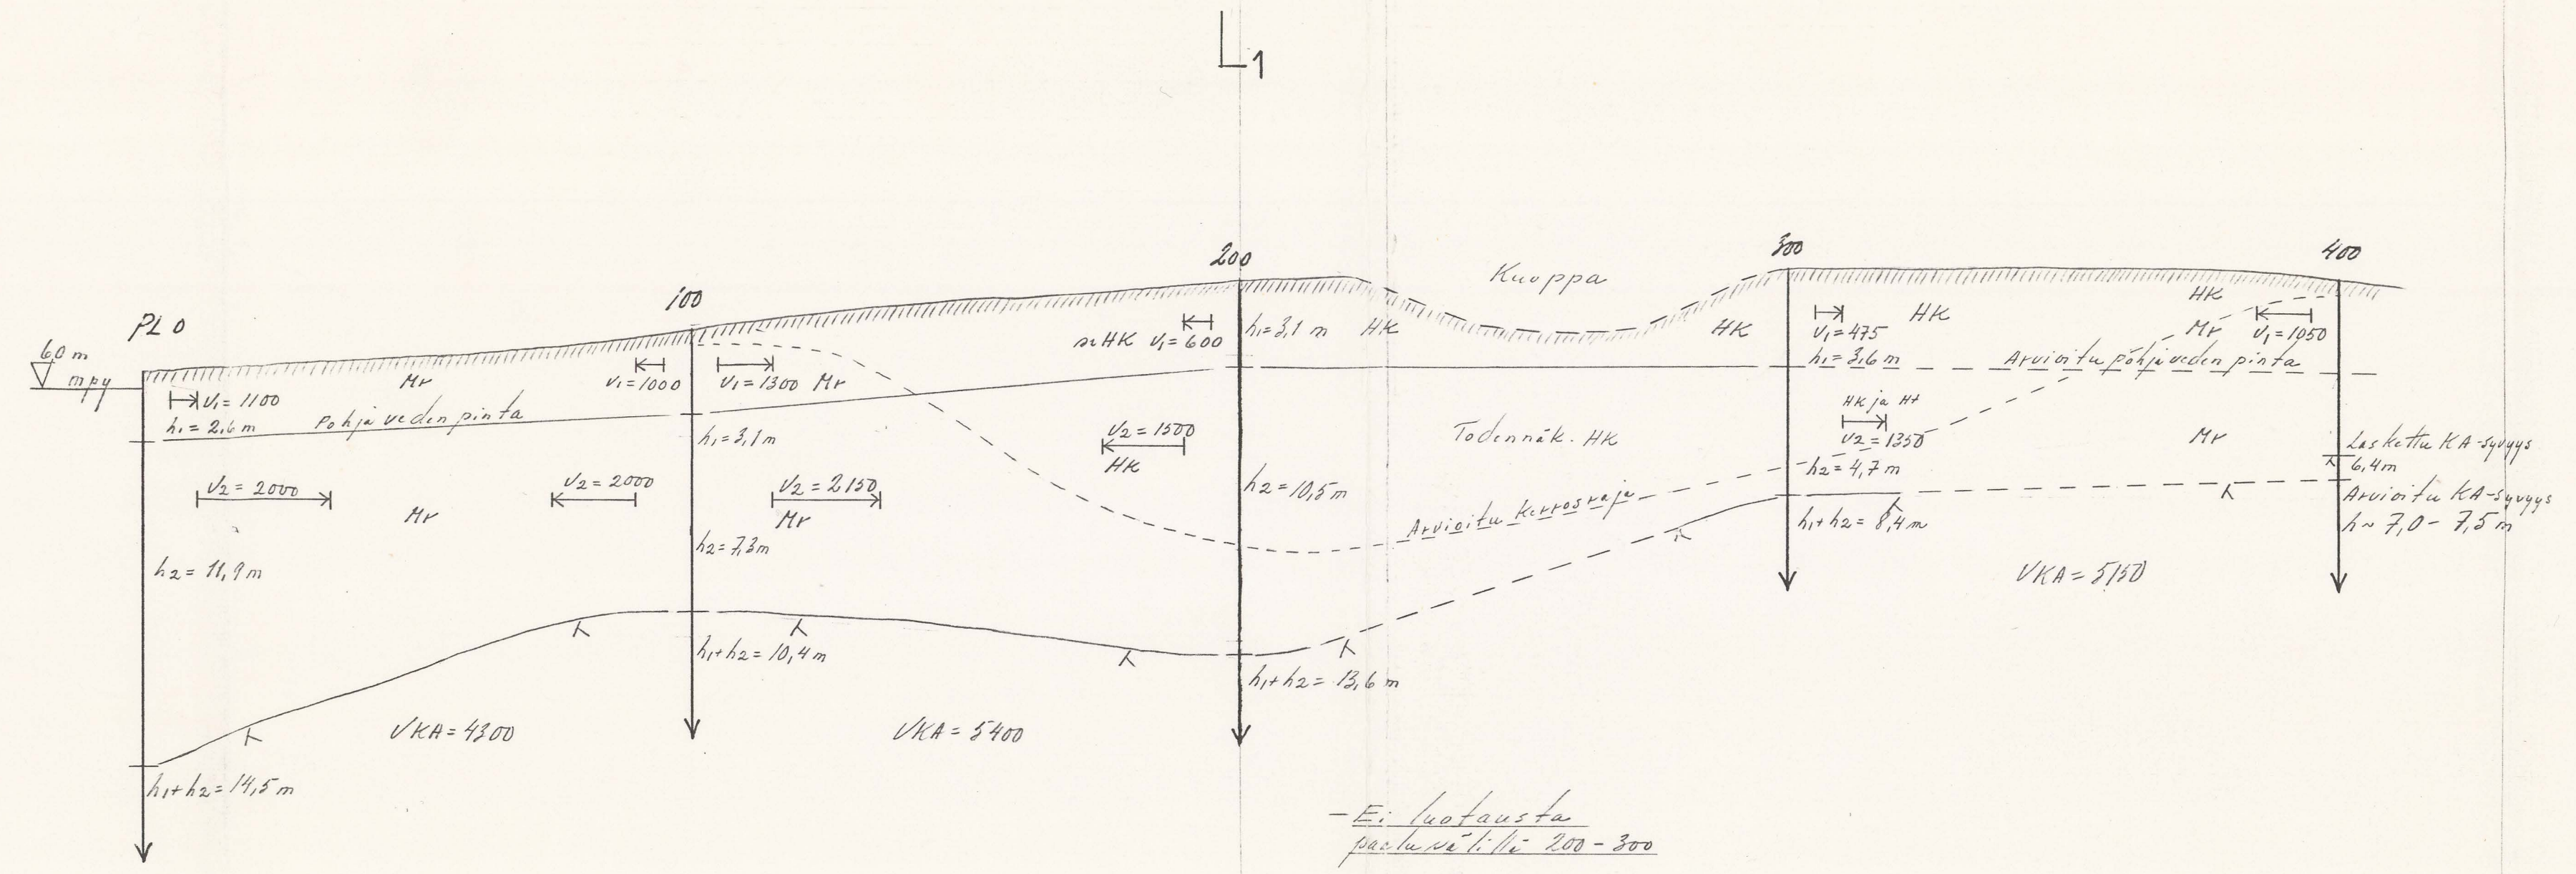 1
60 m
mpy
PL 0
100
200
Kuoppa
300
400
Mr
V1 = 1100
h1 = 2,6 m
Pohjaveden pinta
V1 = 1000
V1 = 1300 Mr
h1 = 3,1 m
sr HK V1 = 600
h1 = 3,1 m
HK
HK
V1 = 475
h1 = 3,6 m
HK
HK
Mr
V1 = 1050
Arvioitu pohjaveden pinta
V2 = 2000
Mr
V2 = 2000
V2 = 2150
Mr
V2 = 1500
HK
Todennäk. HK
HK ja Ht
V2 = 1350
h2 = 4,7 m
Mr
Laskettu KA-syvyys
6,4 m
Arvioitu KA-syvyys
h ~ 7,0 - 7,5 m
h2 = 11,9 m
h2 = 7,3 m
h2 = 10,5 m
Arvioitu kerrosraja
h1 + h2 = 8,4 m
VKA = 5150
h1 + h2 = 10,4 m
h1 + h2 = 13,6 m
VKA = 4300
VKA = 5400
h1 + h2 = 14,5 m
- Ei luotausta
paaluvälillä 200 - 300